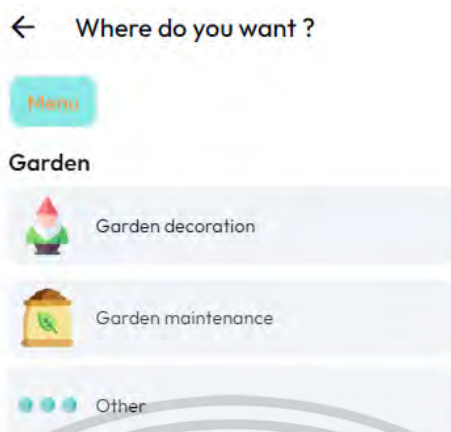 Where do you want ?
Menu
Garden
Garden decoration
Garden maintenance
Other